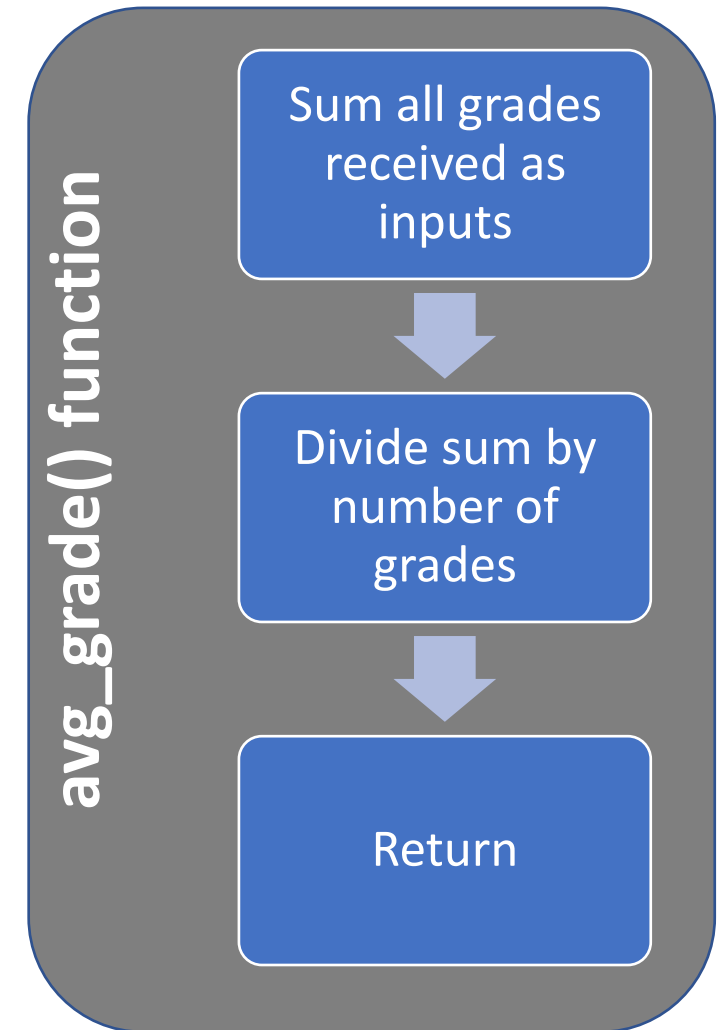 avg_grade() function
Sum all grades
received as
inputs
Divide sum by
number of
grades
Return